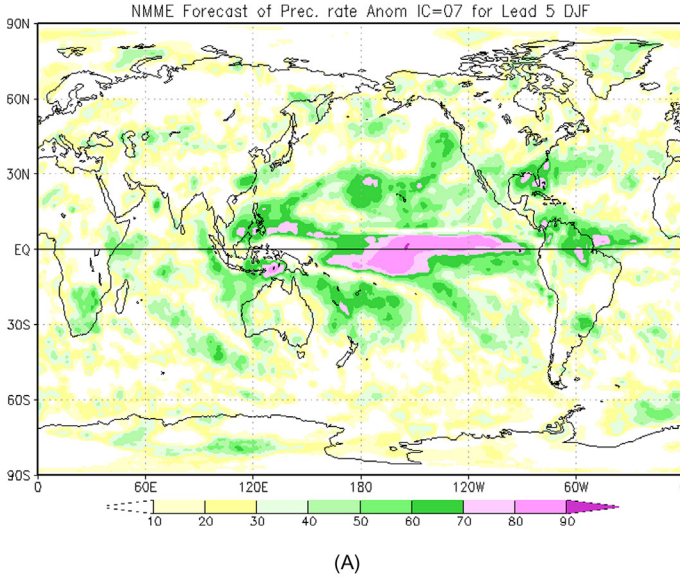 NMME Forecast of Prec. rate Anom IC=07 for Lead 5 DJF
90N
60N
30N
EQ
30S
60S
90S
0 60E 120E 180 120W 60W
10 20 30 40 50 60 70 80 90
(A)